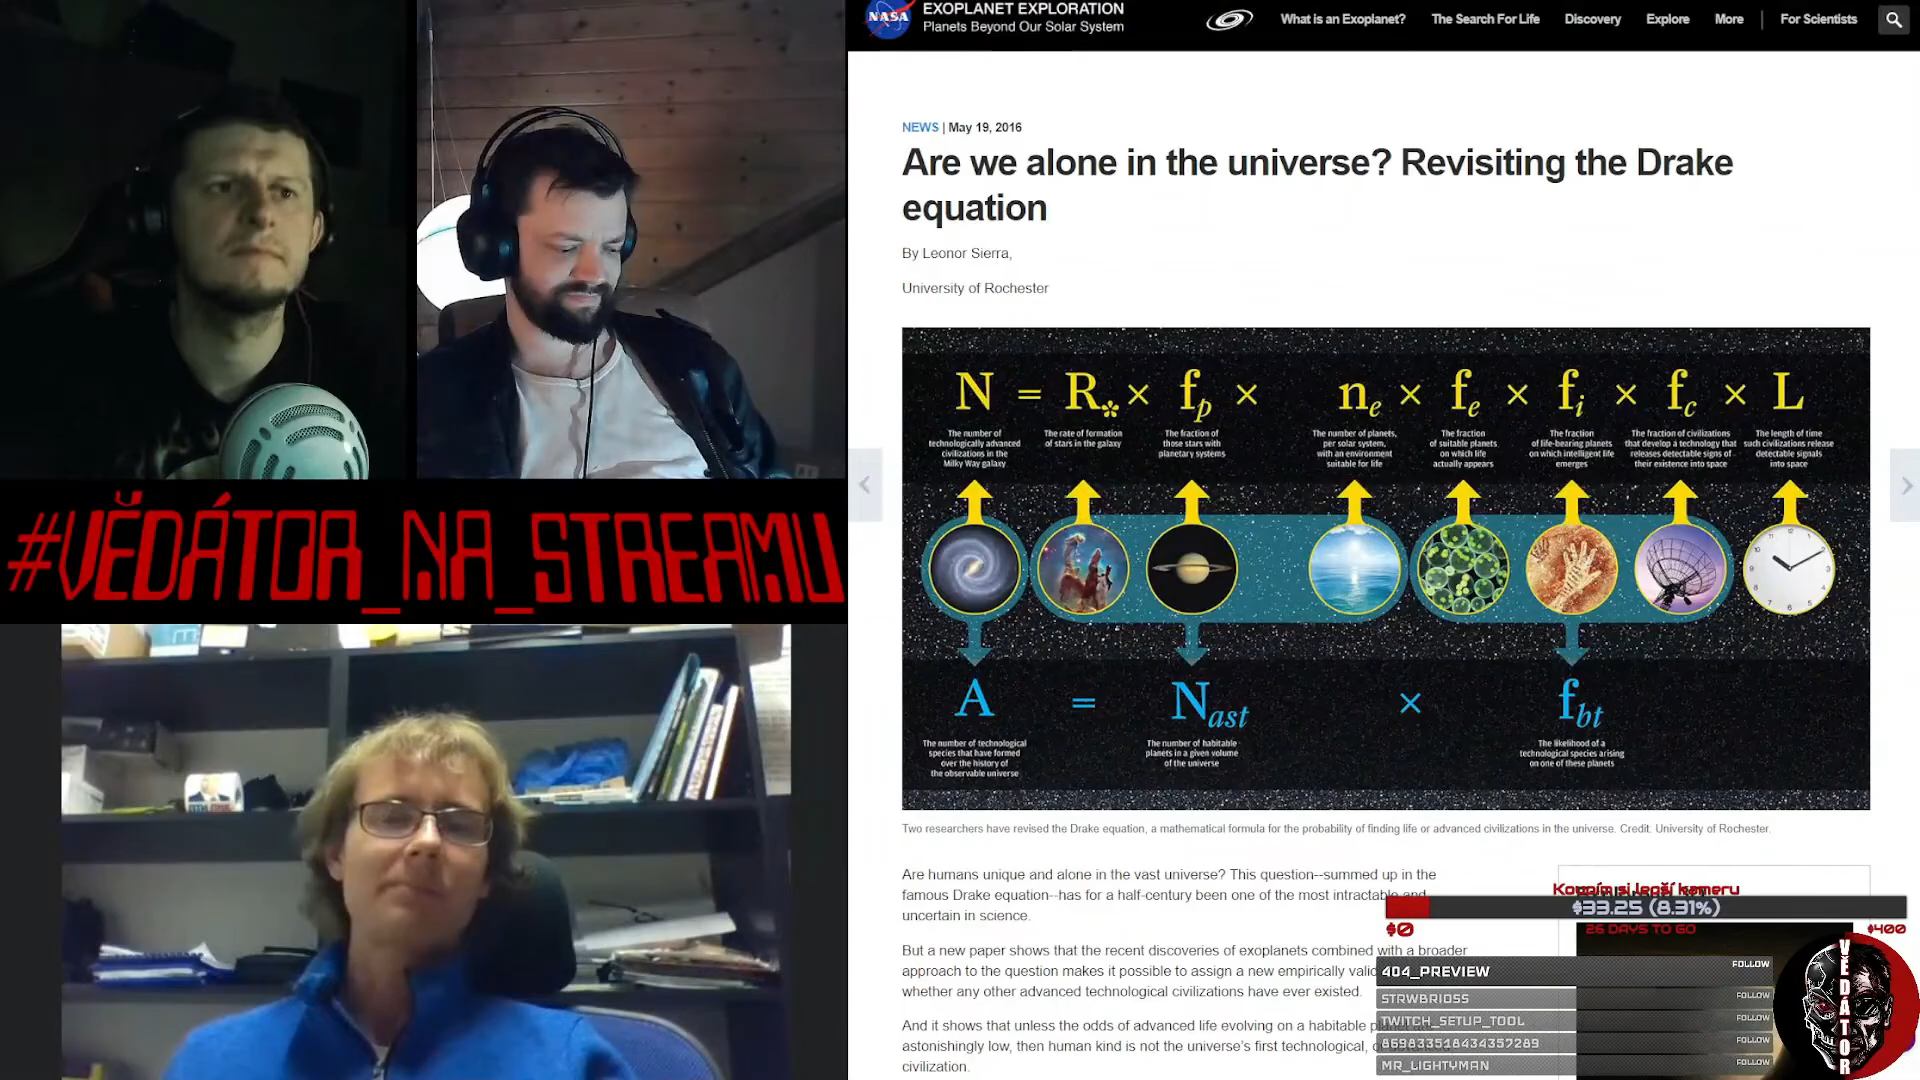 #VĚDÁTOR_NA_STREAMU
NASA
EXOPLANET EXPLORATION
Planets Beyond Our Solar System
What is an Exoplanet?
The Search For Life
Discovery
Explore
More
For Scientists
NEWS | May 19, 2016
Are we alone in the universe? Revisiting the Drake
equation
By Leonor Sierra,
University of Rochester
N = R* × fp × ne × fe × fi × fc × L
The number of
technologically advanced
civilizations in the
Milky Way galaxy
The rate of formation
of stars in the galaxy
The fraction of
those stars with
planetary systems
The number of planets,
per solar system,
with an environment
suitable for life
The fraction
of suitable planets
on which life
actually appears
The fraction
of life-bearing planets
on which intelligent life
emerges
The fraction of civilizations
that develop a technology that
releases detectable signs of
their existence into space
The length of time
such civilizations release
detectable signals
into space
A = Nast × fbt
The number of technological
species that have formed
over the history of
the observable universe
The number of habitable
planets in a given volume
of the universe
The likelihood of a
technological species arising
on one of these planets
Two researchers have revised the Drake equation, a mathematical formula for the probability of finding life or advanced civilizations in the universe. Credit: University of Rochester.
Are humans unique and alone in the vast universe? This question--summed up in the
famous Drake equation--has for a half-century been one of the most intractable and
uncertain in science.
But a new paper shows that the recent discoveries of exoplanets combined with a broader
approach to the question makes it possible to assign a new empirically
whether any other advanced technological civilizations have ever existed.
And it shows that unless the odds of advanced life evolving on a habitable
astonishingly low, then human kind is not the universe's first technological,
civilization.
Koupím si lepší kameru
$33.25 (8.31%)
$0
26 DAYS TO GO
$400
404_PREVIEW FOLLOW
STRWBRIOSS FOLLOW
TWITCH_SETUP_TOOL FOLLOW
869833518434357289 FOLLOW
MR_LIGHTYMAN FOLLOW
VĚDÁTOR